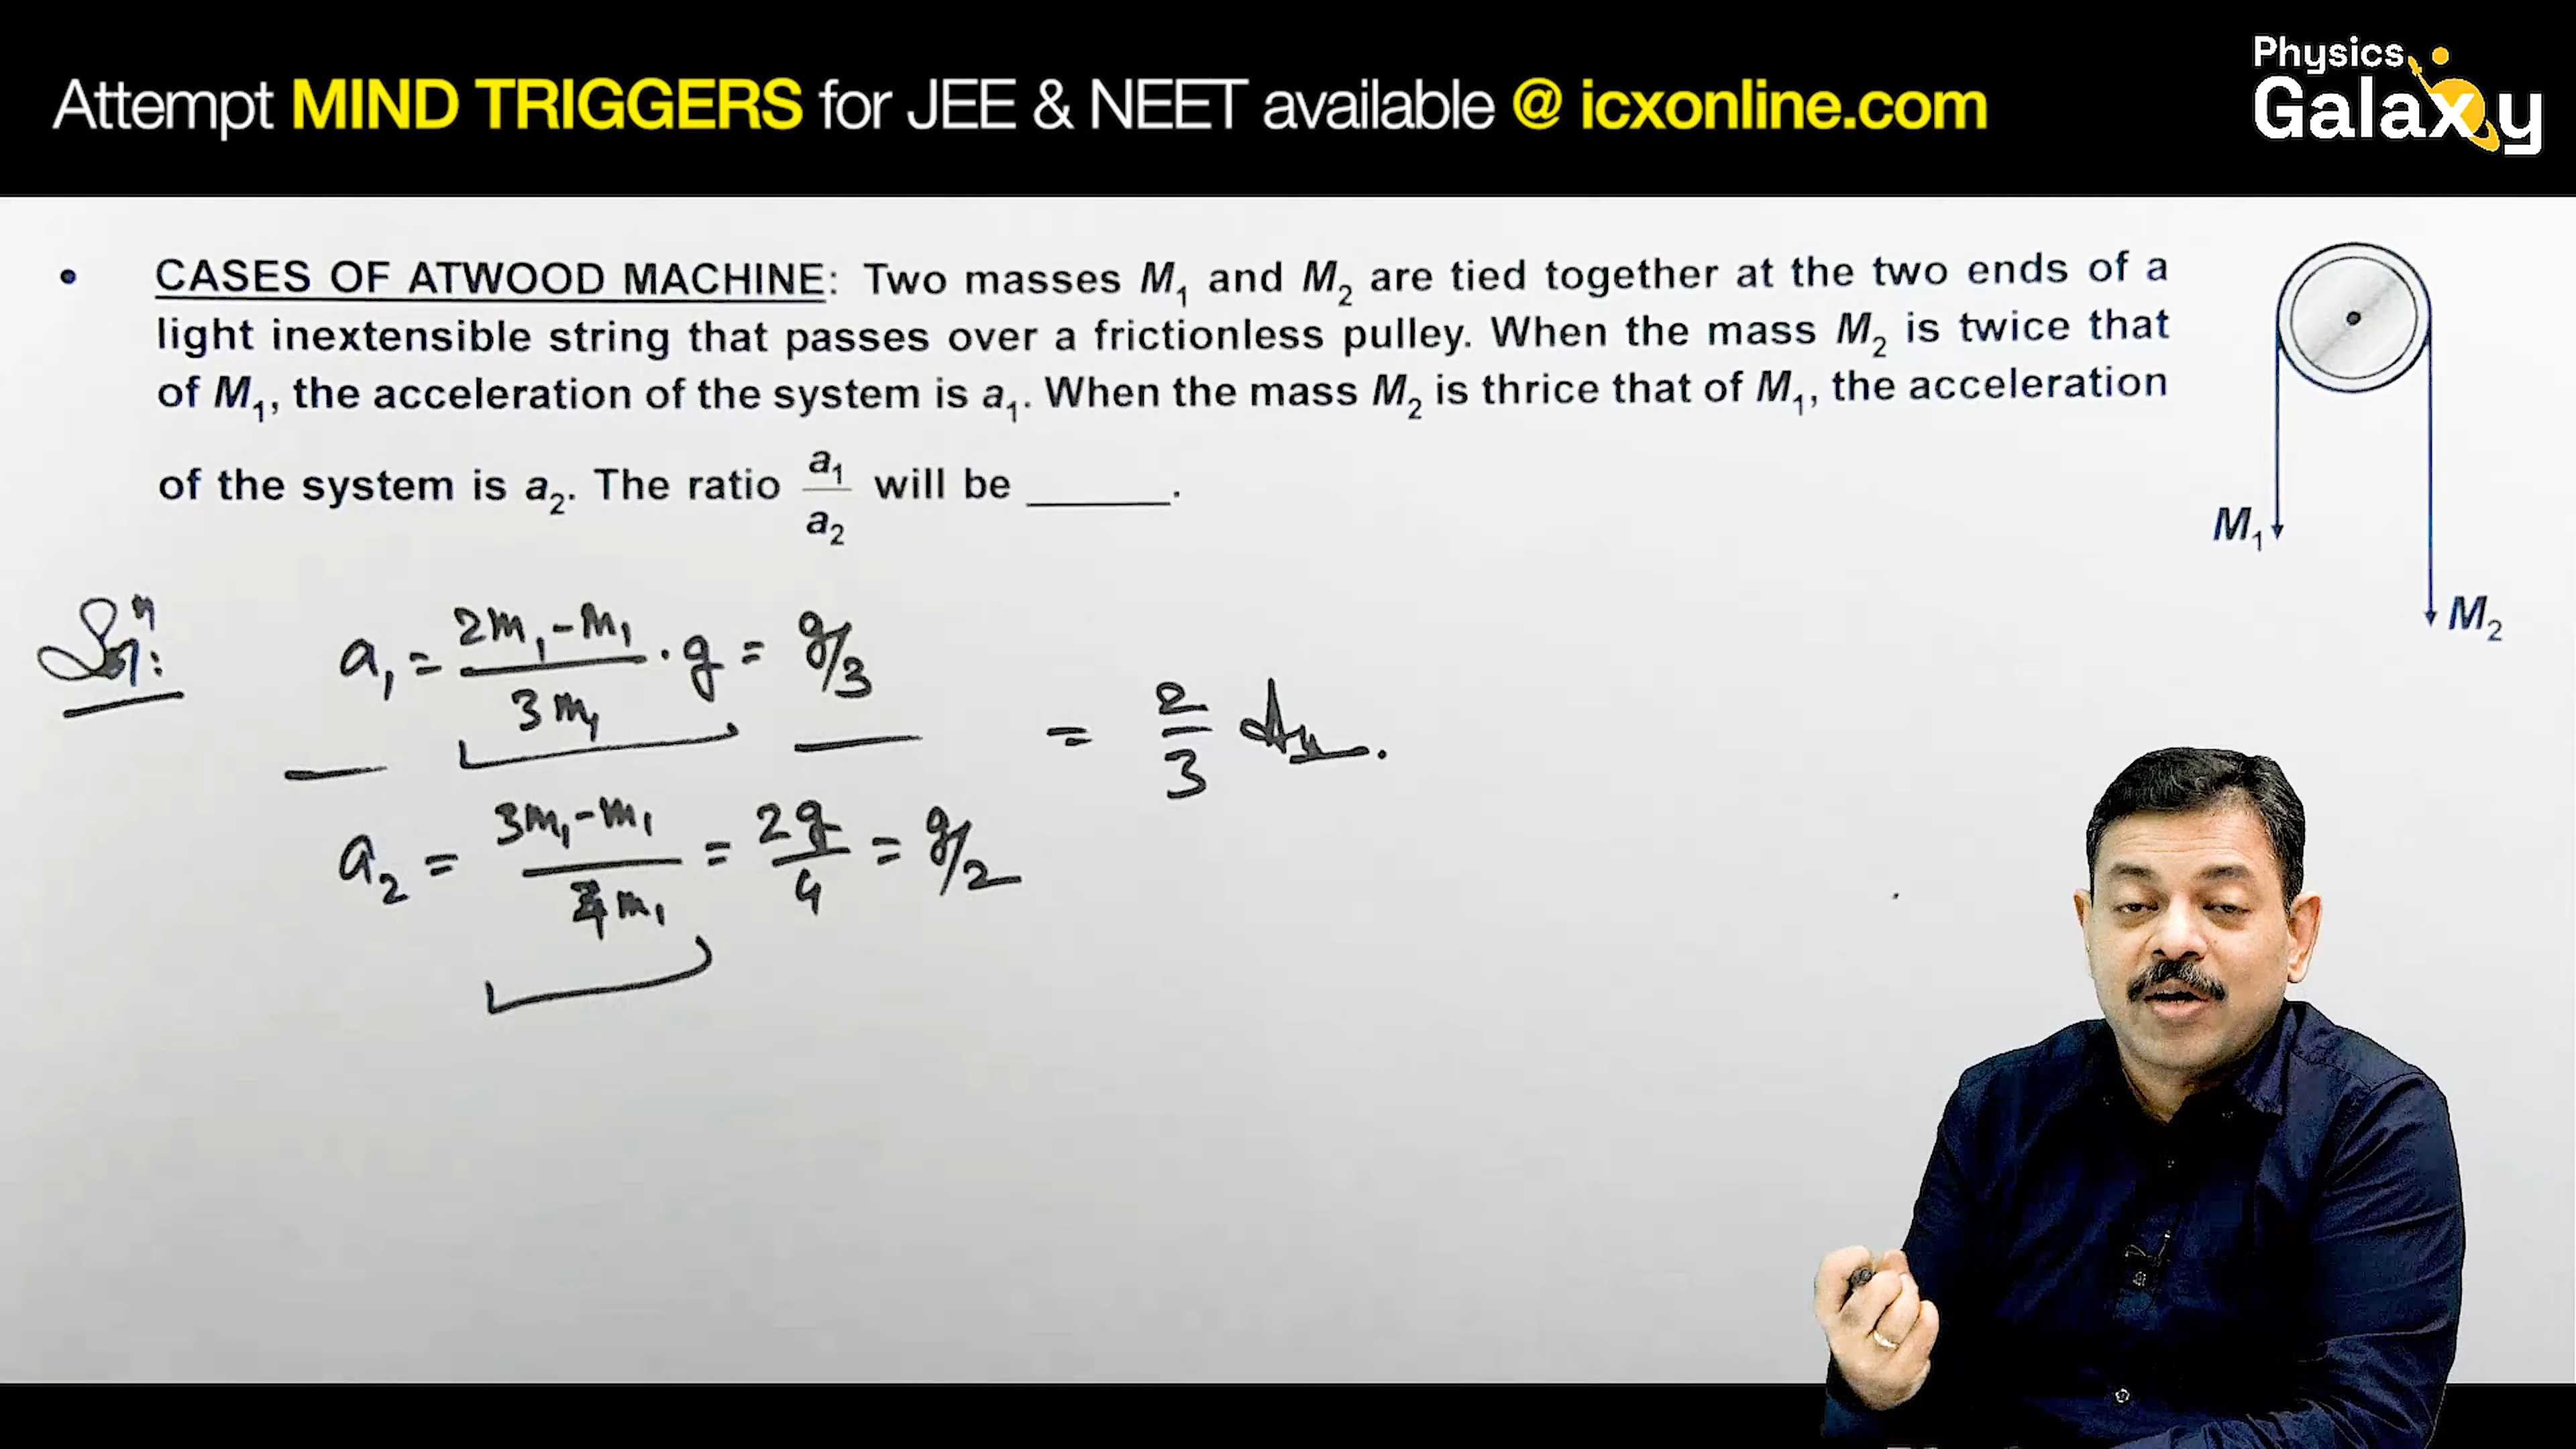 Attempt MIND TRIGGERS for JEE & NEET available @ icxonline.com
Physics
Galaxy
• CASES OF ATWOOD MACHINE: Two masses M₁ and M₂ are tied together at the two ends of a
light inextensible string that passes over a frictionless pulley. When the mass M₂ is twice that
of M₁, the acceleration of the system is a₁. When the mass M₂ is thrice that of M₁, the acceleration
of the system is a₂. The ratio a₁/a₂ will be ______.
M₁
M₂
Solⁿ:
a₁ = (2m₁-m₁)/(3m₁) · g = g/3
= 2/3 Ans.
a₂ = (3m₁-m₁)/(4m₁) = 2g/4 = g/2